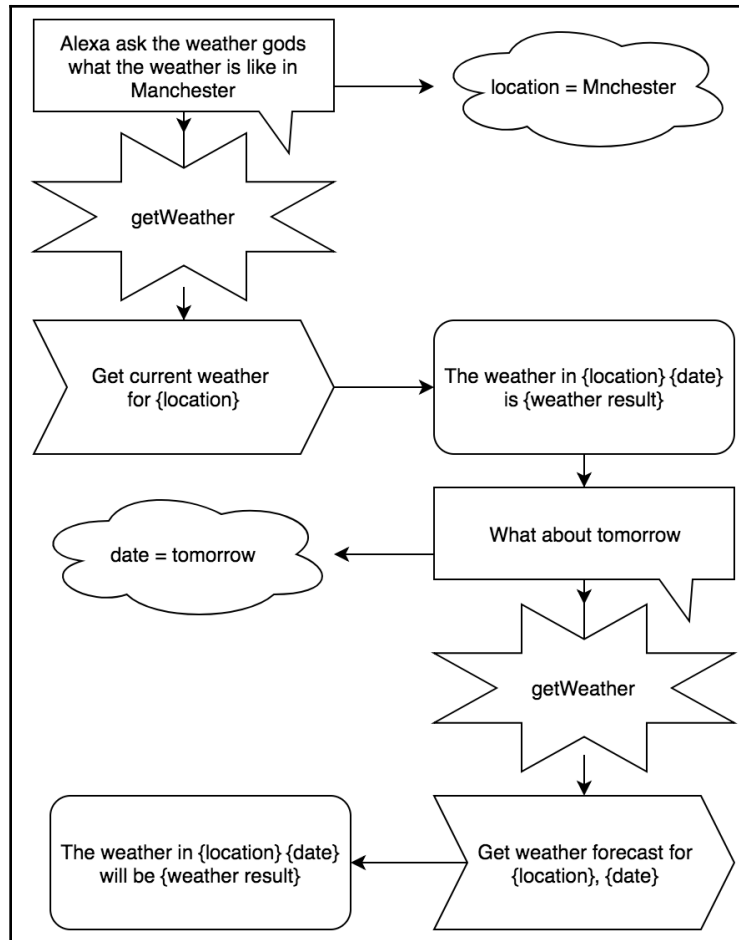 Alexa ask the weather gods
what the weather is like in
Manchester
location = Mnchester
getWeather
Get current weather
for {location}
The weather in {location} {date}
is {weather result}
What about tomorrow
date = tomorrow
getWeather
Get weather forecast for
{location}, {date}
The weather in {location} {date}
will be {weather result}